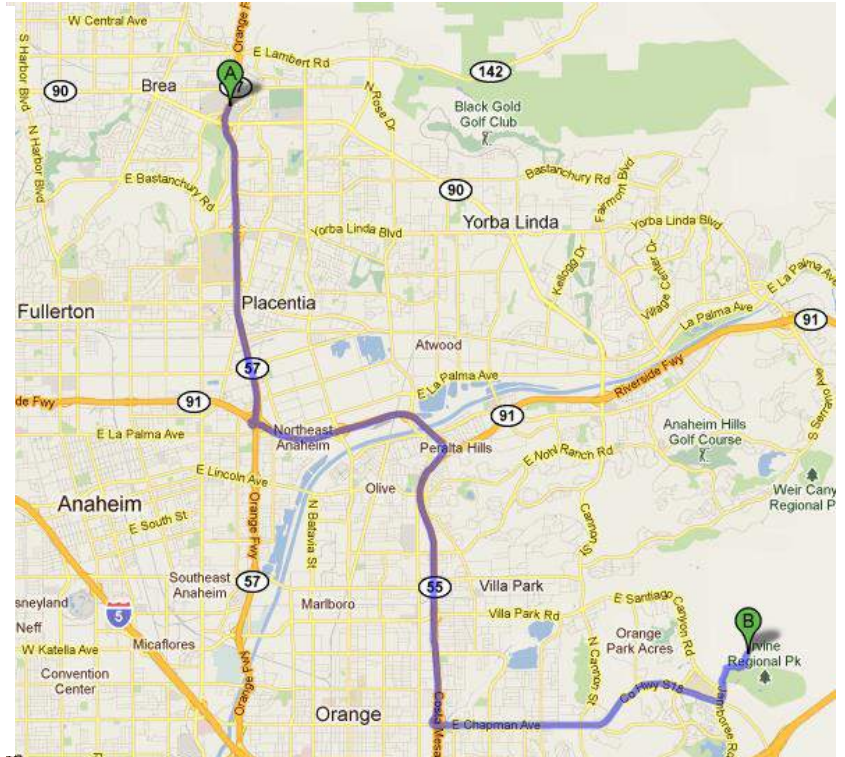 W Central Ave
Orange F
S Harbor Blvd
E Lambert Rd
142
A
90
Brea
N Rose Dr
Black Gold
Golf Club
N Harbor Blvd
E Bastanchury Rd
90
Bastanchury Rd
Fairmont Blvd
Yorba Linda Blvd
Yorba Linda
Yorba Linda Blvd
Kellogg Dr
Village Center Dr
E La Palma Ave
Fullerton
Placentia
La Palma Ave
91
Atwood
57
E La Palma Ave
Riverside Fwy
de Fwy
91
91
S Serrano Ave
E La Palma Ave
Northeast
Anaheim
Peralta Hills
Anaheim Hills
Golf Course
E Nohl Ranch Rd
E Lincoln Ave
Olive
Weir Cany
Regional P
Anaheim
Orange Fwy
N Batavia St
Cannon St
E South St
Southeast
Anaheim
57
55
Villa Park
sneyland
Marlboro
Villa Park Rd
E Santiago Canyon Rd
Neff
5
B
W Katella Ave
Micaflores
N Cannon St
Orange
Park Acres
Irvine
Regional Pk
Convention
Center
Orange Fwy
Co Hwy S18
Jamboree Rd
Orange
Costa Mesa
E Chapman Ave